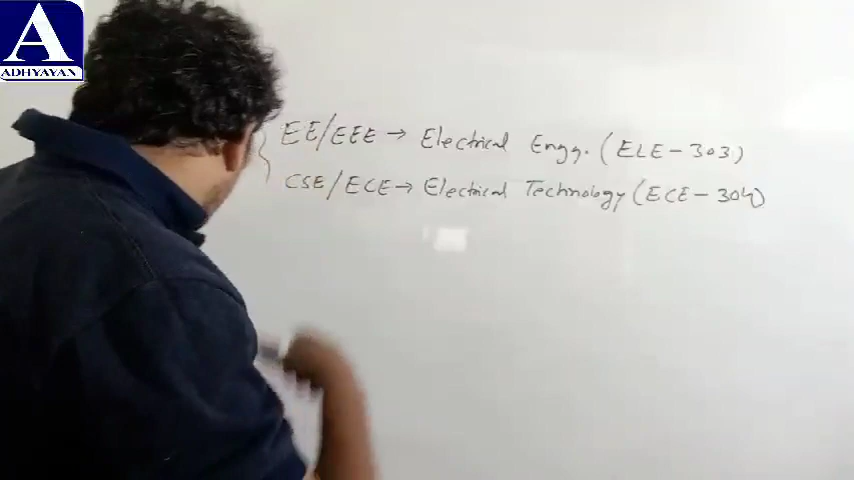 A
ADHYAYAN
EE/EEE → Electrical Engg. (ELE-303)
CSE/ECE → Electrical Technology (ECE-304)